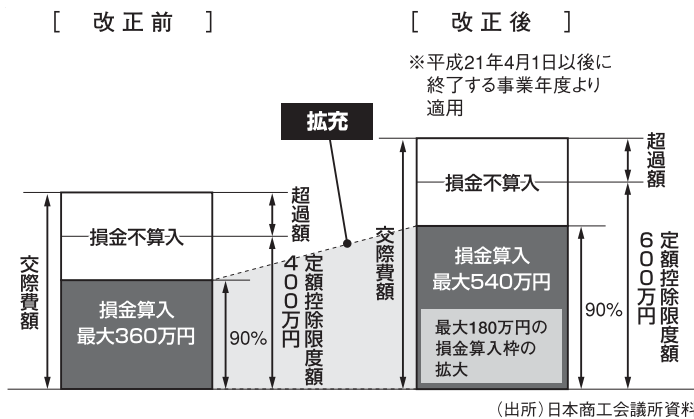 [ 改正前 ]
[ 改正後 ]
※平成21年4月1日以後に
終了する事業年度より
適用
拡充
交際費額
損金不算入
損金算入
最大360万円
90%
超過額
定額控除限度額
400万円
交際費額
損金不算入
損金算入
最大540万円
最大180万円の
損金算入枠の
拡大
90%
超過額
定額控除限度額
600万円
（出所）日本商工会議所資料